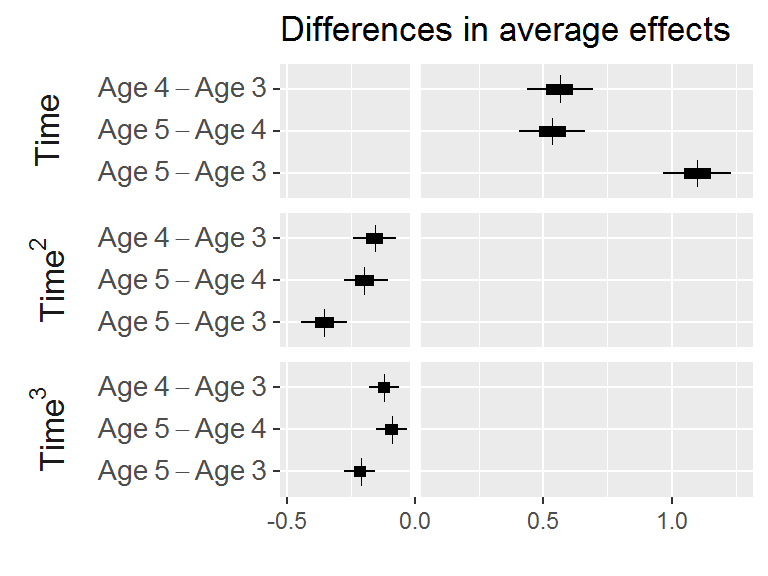 Differences in average effects
Time
Age 4 – Age 3
Age 5 – Age 4
Age 5 – Age 3
Time²
Age 4 – Age 3
Age 5 – Age 4
Age 5 – Age 3
Time³
Age 4 – Age 3
Age 5 – Age 4
Age 5 – Age 3
-0.5 0.0 0.5 1.0